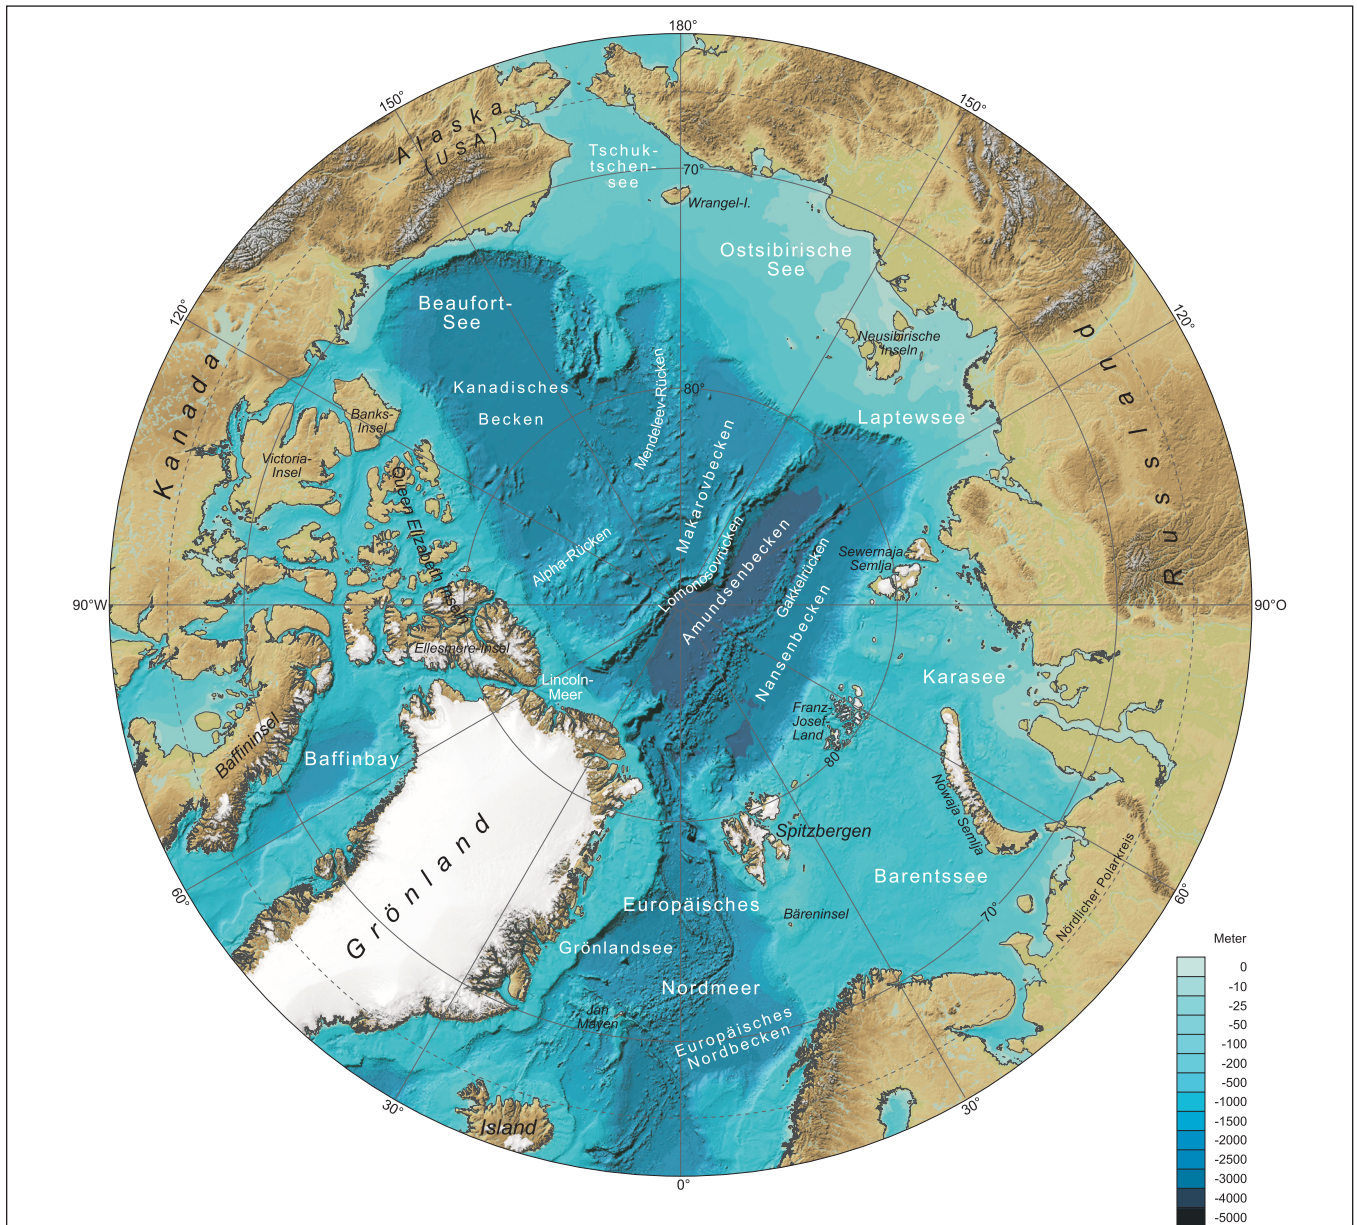 180°
150°
150°
Alaska
(USA)
Tschuk-
tschen-
see
70°
Wrangel-I.
Ostsibirische
See
Beaufort-
See
120°
120°
Neusibirische
Inseln
Kanada
Russland
Kanadisches
Becken
Mendeleev-Rücken
80°
Banks-
Insel
Laptewsee
Victoria-
Insel
Queen Elizabeth Inseln
Makarovbecken
Alpha-Rücken
Lomonosovrücken
Amundsenbecken
Gakkelrücken
Sewernaja-
Semlja
90°W
90°O
Nansenbecken
Ellesmere-Insel
Lincoln-
Meer
Karasee
Franz-
Josef-
Land
80°
Baffininsel
Baffinbay
Nowaja Semlja
Grönland
Spitzbergen
Nördlicher Polarkreis
60°
60°
Barentssee
Europäisches
Bäreninsel
70°
Grönlandsee
Nordmeer
Jan
Mayen
Europäisches
Nordbecken
30°
30°
Island
0°
Meter
0
-10
-25
-50
-100
-200
-500
-1000
-1500
-2000
-2500
-3000
-4000
-5000